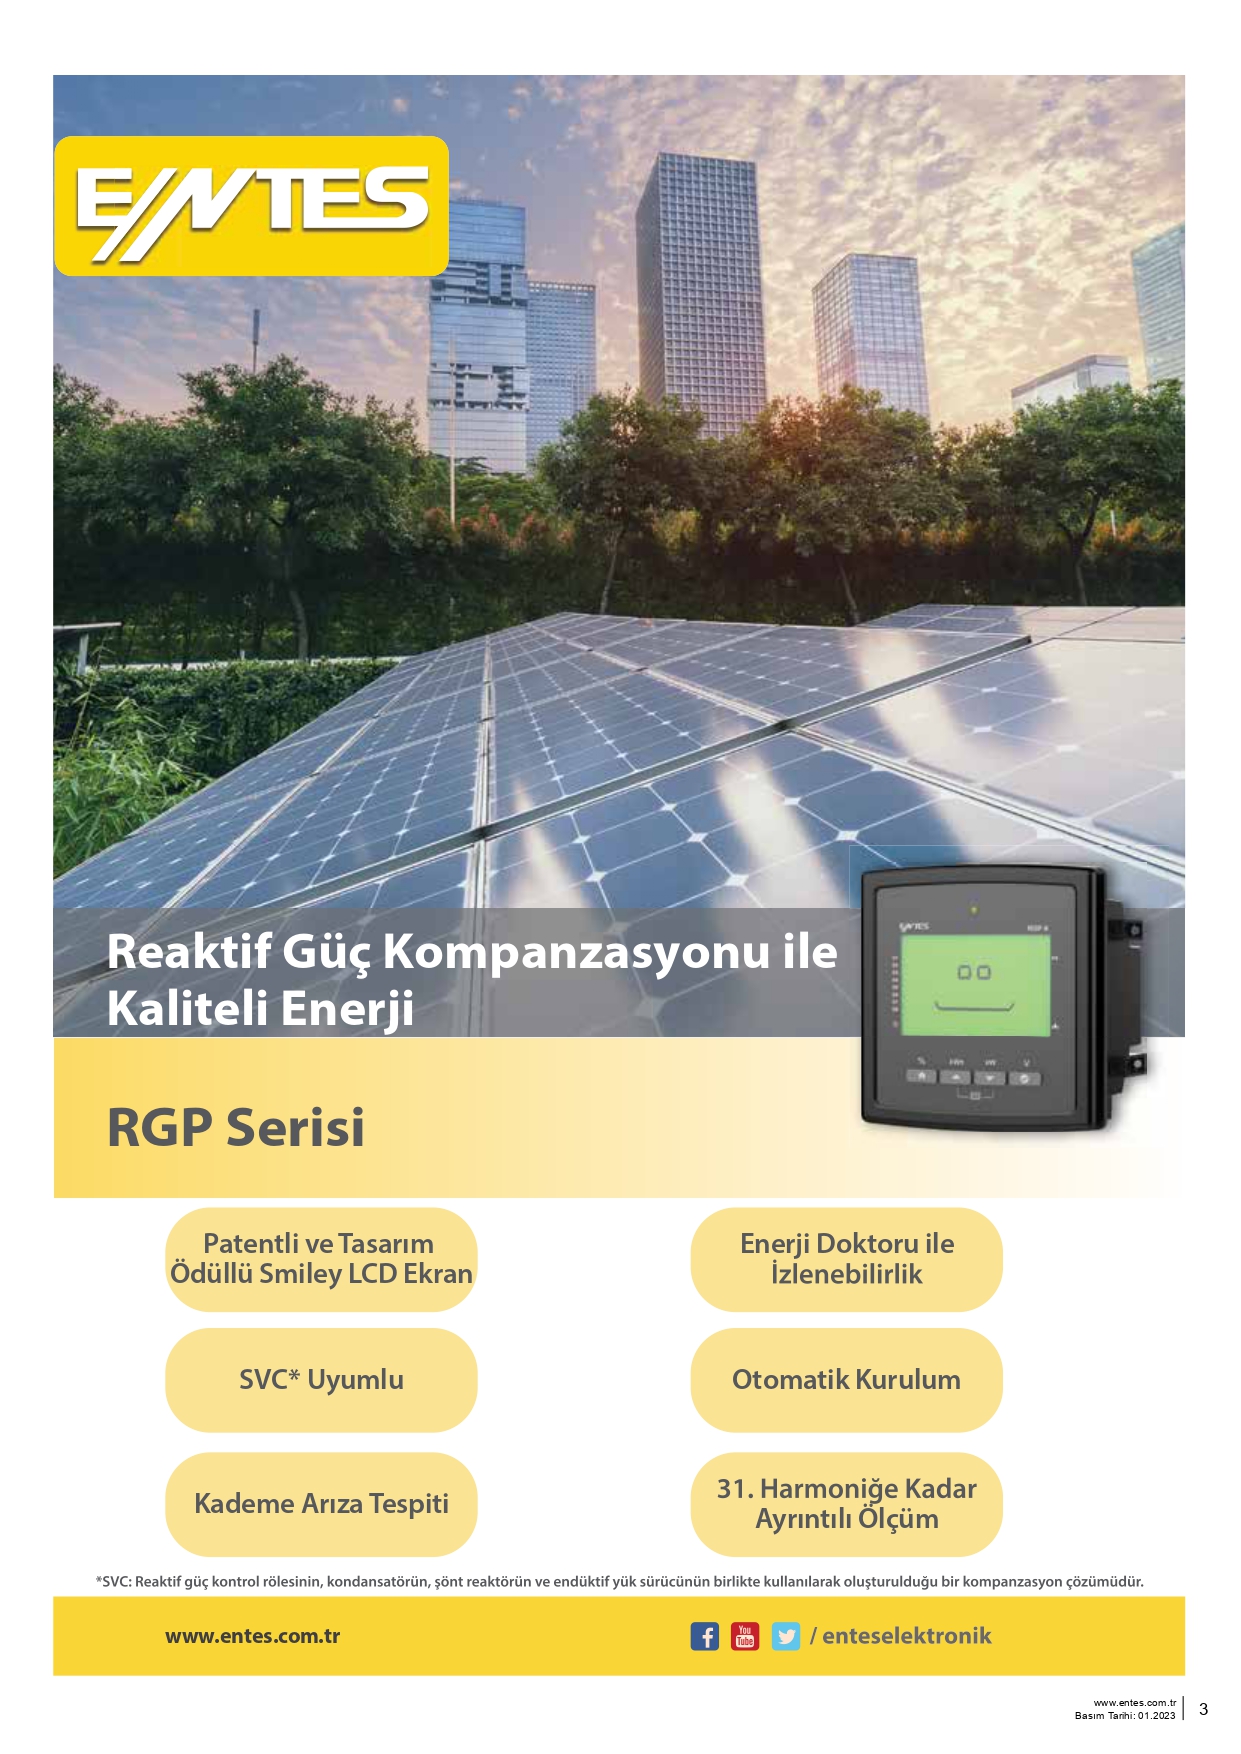 ENTES
Reaktif Güç Kompanzasyonu ile
Kaliteli Enerji
ENTES
RGP Serisi
Patentli ve Tasarım
Ödüllü Smiley LCD Ekran
Enerji Doktoru ile
İzlenebilirlik
SVC* Uyumlu
Otomatik Kurulum
Kademe Arıza Tespiti
31. Harmoniğe Kadar
Ayrıntılı Ölçüm
*SVC: Reaktif güç kontrol rölesinin, kondansatörün, şönt reaktörün ve endüktif yük sürücünün birlikte kullanılarak oluşturulduğu bir kompanzasyon çözümüdür.
www.entes.com.tr
You
Tube
/ enteselektronik
www.entes.com.tr
Basım Tarihi: 01.2023
3